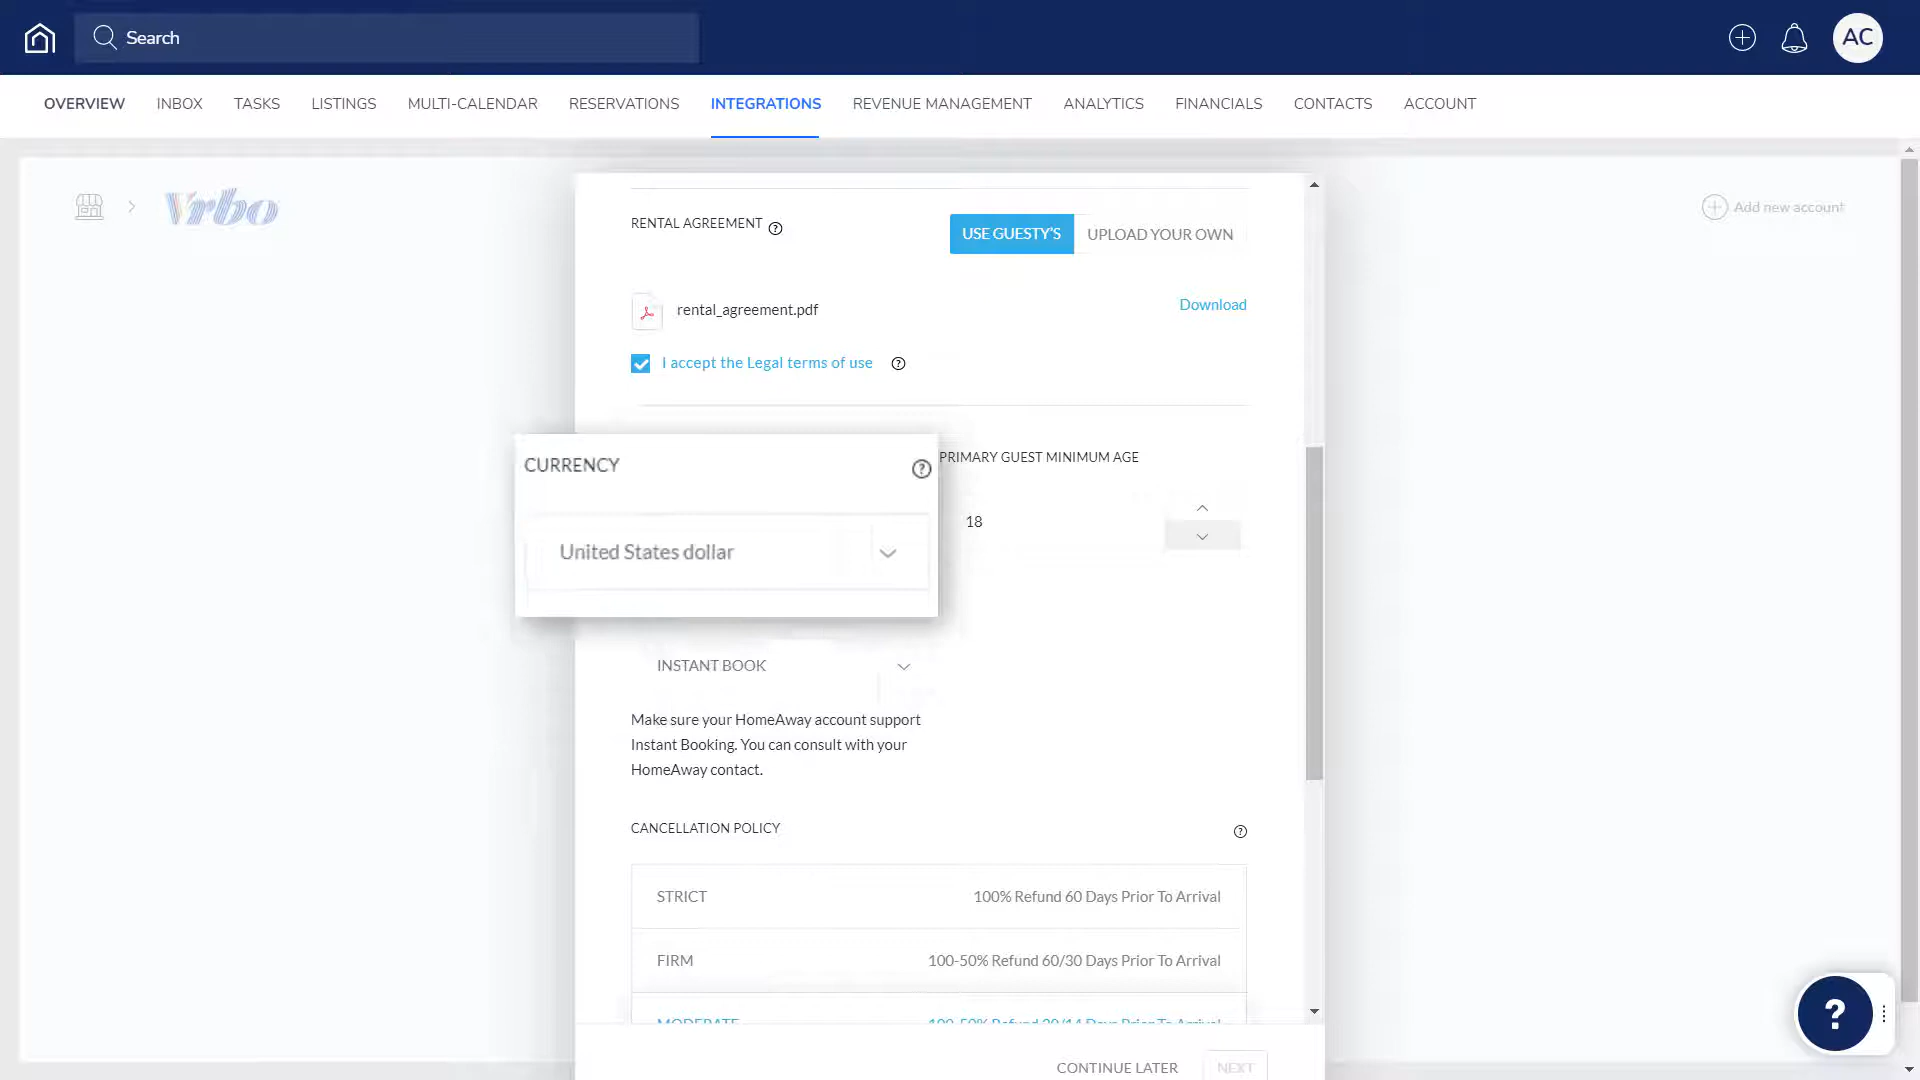 Search
AC
OVERVIEW INBOX TASKS LISTINGS MULTI-CALENDAR RESERVATIONS INTEGRATIONS REVENUE MANAGEMENT ANALYTICS FINANCIALS CONTACTS ACCOUNT
Vrbo
Add new account
RENTAL AGREEMENT ?
USE GUESTY'S UPLOAD YOUR OWN
rental_agreement.pdf Download
I accept the Legal terms of use ?
CURRENCY ?
PRIMARY GUEST MINIMUM AGE
United States dollar
18
INSTANT BOOK
Make sure your HomeAway account support
Instant Booking. You can consult with your
HomeAway contact.
CANCELLATION POLICY ?
STRICT 100% Refund 60 Days Prior To Arrival
FIRM 100-50% Refund 60/30 Days Prior To Arrival
MODERATE 100-50% Refund 30/14 Days Prior To Arrival
?
CONTINUE LATER NEXT